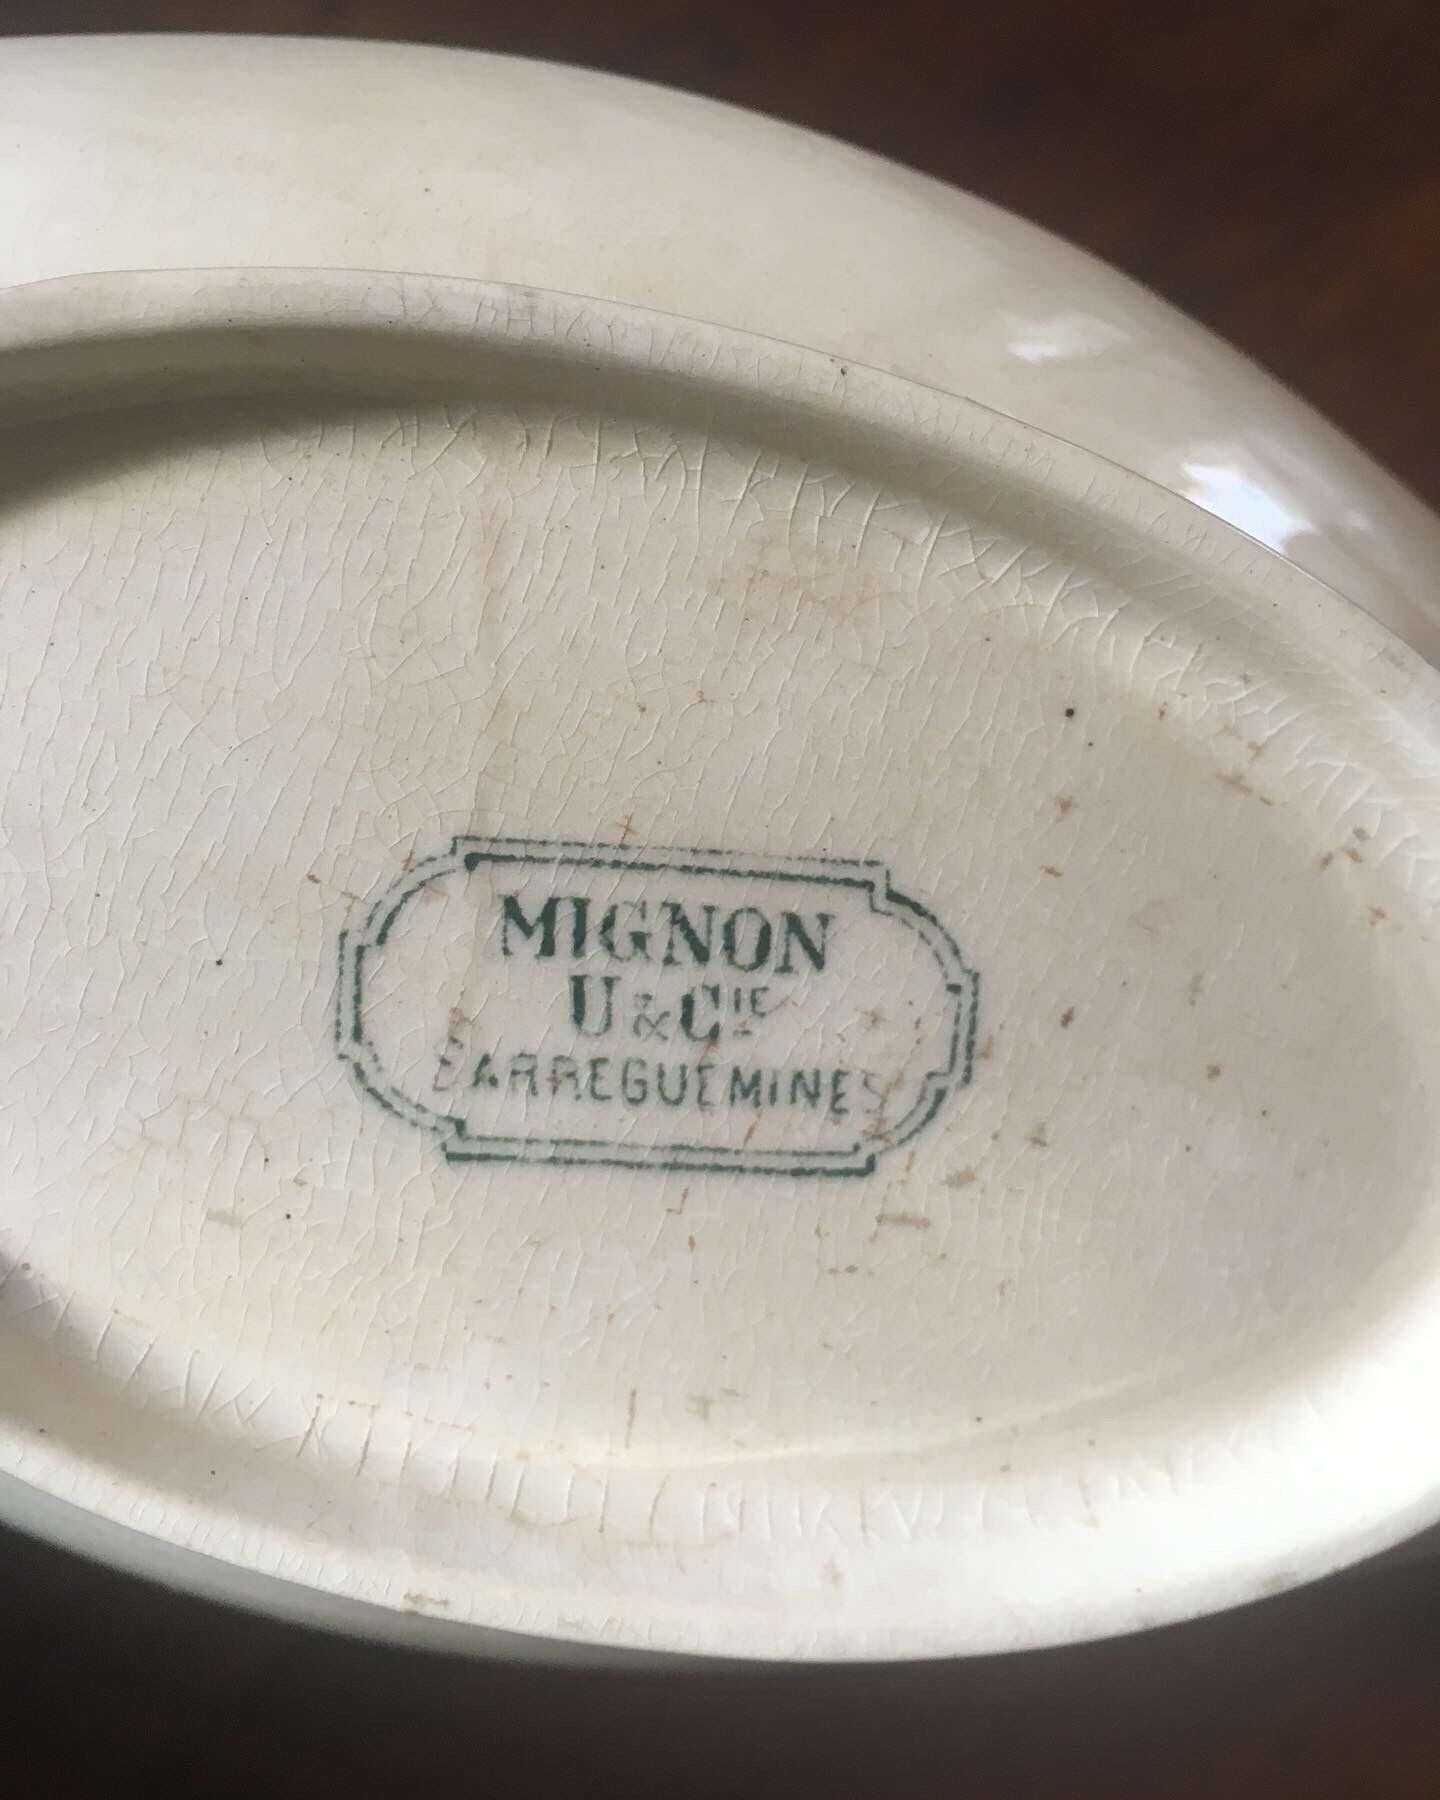 MIGNON
U & CIE
SARREGUEMINES